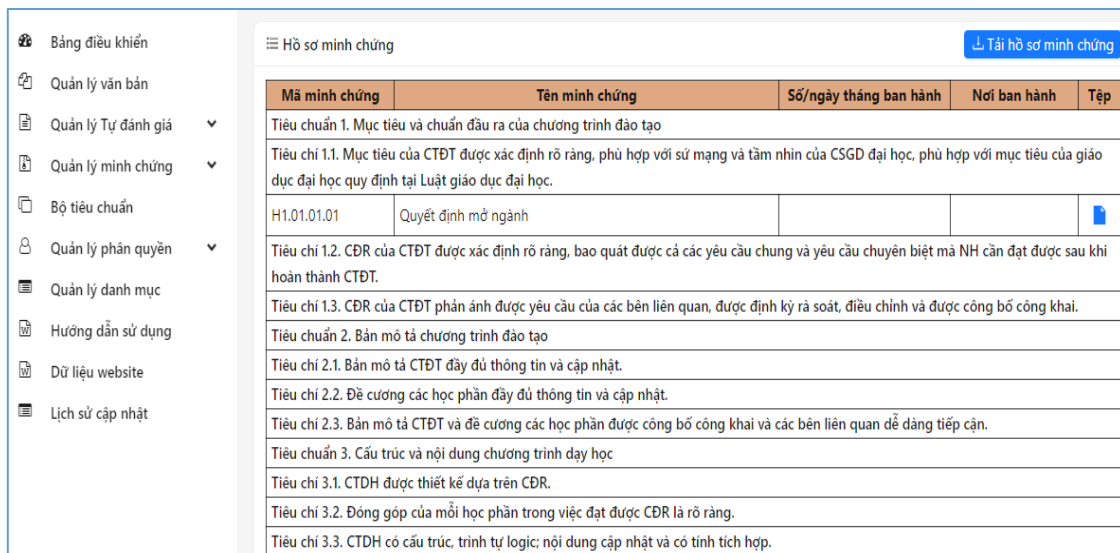 Bảng điều khiển
Quản lý văn bản
Quản lý Tự đánh giá
Quản lý minh chứng
Bộ tiêu chuẩn
Quản lý phân quyền
Quản lý danh mục
Hướng dẫn sử dụng
Dữ liệu website
Lịch sử cập nhật
Hồ sơ minh chứng
Tải hồ sơ minh chứng
Mã minh chứng Tên minh chứng Số/ngày tháng ban hành Nơi ban hành Tệp
Tiêu chuẩn 1. Mục tiêu và chuẩn đầu ra của chương trình đào tạo
Tiêu chí 1.1. Mục tiêu của CTĐT được xác định rõ ràng, phù hợp với sứ mạng và tầm nhìn của CSGD đại học, phù hợp với mục tiêu của giáo
dục đại học quy định tại Luật giáo dục đại học.
H1.01.01.01 Quyết định mở ngành
Tiêu chí 1.2. CĐR của CTĐT được xác định rõ ràng, bao quát được cả các yêu cầu chung và yêu cầu chuyên biệt mà NH cần đạt được sau khi
hoàn thành CTĐT.
Tiêu chí 1.3. CĐR của CTĐT phản ánh được yêu cầu của các bên liên quan, được định kỳ rà soát, điều chỉnh và được công bố công khai.
Tiêu chuẩn 2. Bản mô tả chương trình đào tạo
Tiêu chí 2.1. Bản mô tả CTĐT đầy đủ thông tin và cập nhật.
Tiêu chí 2.2. Đề cương các học phần đầy đủ thông tin và cập nhật.
Tiêu chí 2.3. Bản mô tả CTĐT và đề cương các học phần được công bố công khai và các bên liên quan dễ dàng tiếp cận.
Tiêu chuẩn 3. Cấu trúc và nội dung chương trình dạy học
Tiêu chí 3.1. CTDH được thiết kế dựa trên CĐR.
Tiêu chí 3.2. Đóng góp của mỗi học phần trong việc đạt được CĐR là rõ ràng.
Tiêu chí 3.3. CTDH có cấu trúc, trình tự logic; nội dung cập nhật và có tính tích hợp.